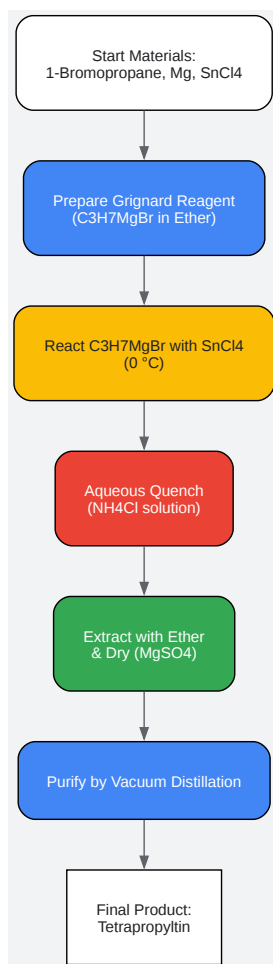 Start Materials:
1-Bromopropane, Mg, SnCl4
Prepare Grignard Reagent
(C3H7MgBr in Ether)
React C3H7MgBr with SnCl4
(0 °C)
Aqueous Quench
(NH4Cl solution)
Extract with Ether
& Dry (MgSO4)
Purify by Vacuum Distillation
Final Product:
Tetrapropyltin